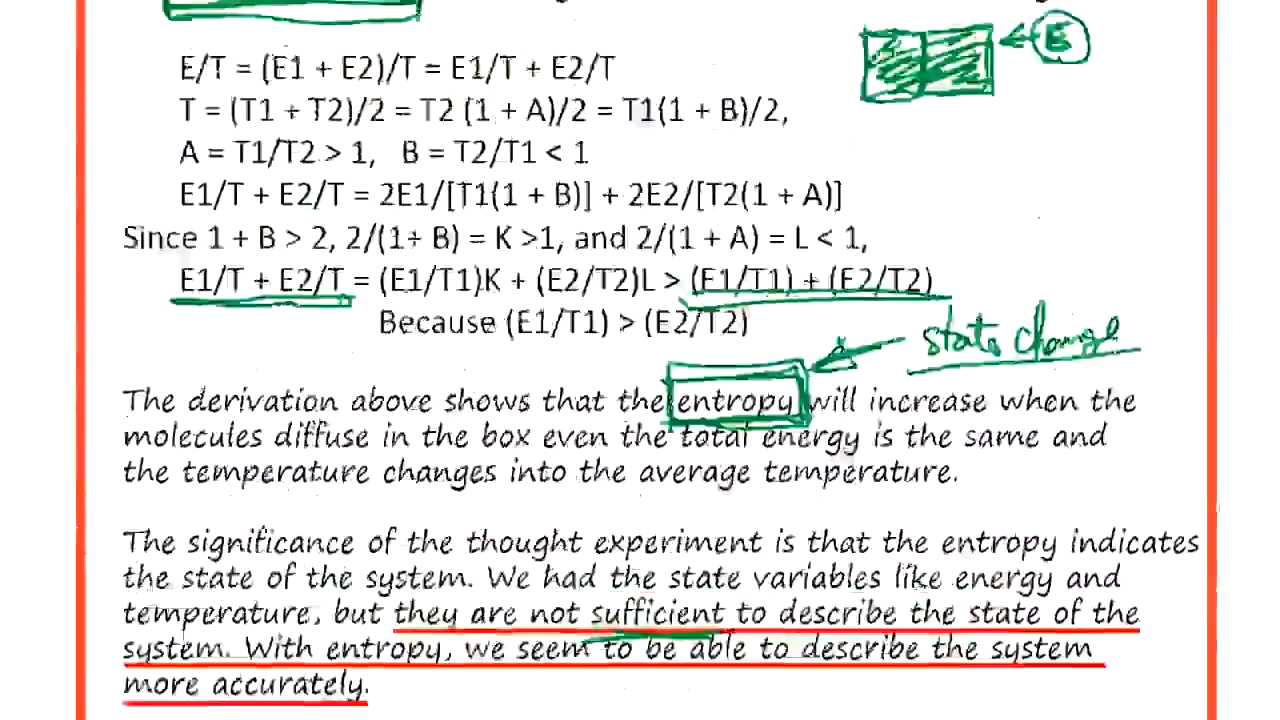 E/T = (E1 + E2)/T = E1/T + E2/T
E
T = (T1 + T2)/2 = T2 (1 + A)/2 = T1(1 + B)/2,
A = T1/T2 > 1, B = T2/T1 < 1
E1/T + E2/T = 2E1/[T1(1 + B)] + 2E2/[T2(1 + A)]
Since 1 + B > 2, 2/(1+ B) = K >1, and 2/(1 + A) = L < 1,
E1/T + E2/T = (E1/T1)K + (E2/T2)L > (E1/T1) + (E2/T2)
Because (E1/T1) > (E2/T2)
state change
The derivation above shows that the entropy will increase when the
molecules diffuse in the box even the total energy is the same and
the temperature changes into the average temperature.
The significance of the thought experiment is that the entropy indicates
the state of the system. We had the state variables like energy and
temperature, but they are not sufficient to describe the state of the
system. With entropy, we seem to be able to describe the system
more accurately.